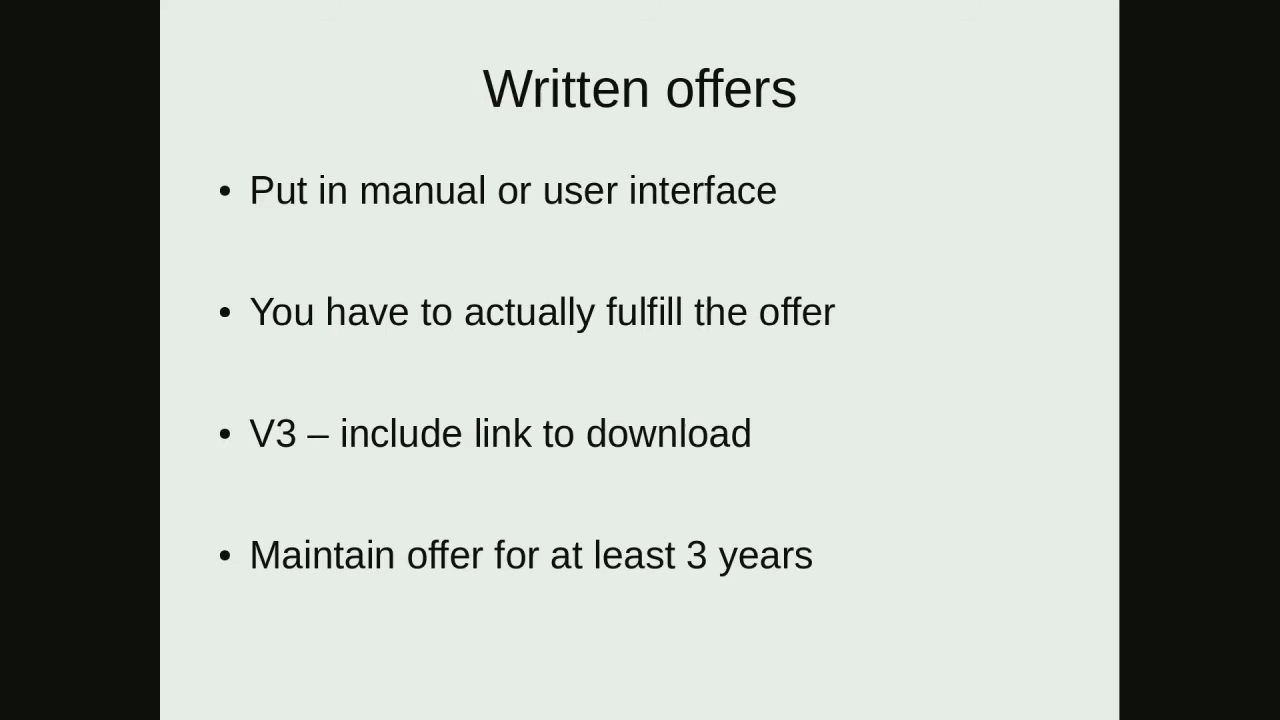 Written offers
• Put in manual or user interface
• You have to actually fulfill the offer
• V3 – include link to download
• Maintain offer for at least 3 years